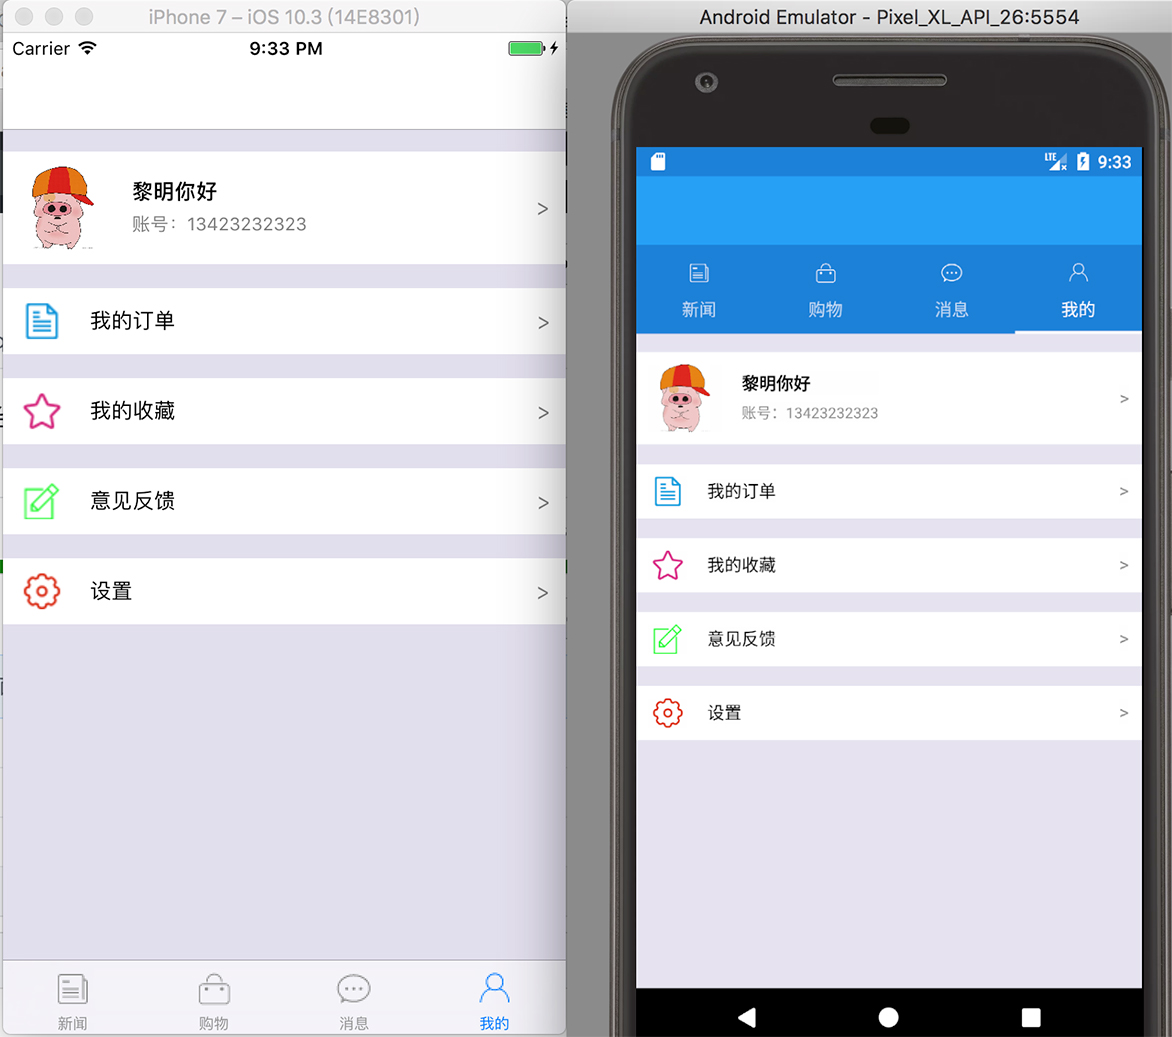 iPhone 7 – iOS 10.3 (14E8301)
Carrier 9:33 PM
黎明你好
账号：13423232323
>
我的订单 >
我的收藏 >
意见反馈 >
设置 >
新闻 购物 消息 我的
Android Emulator - Pixel_XL_API_26:5554
LTE 9:33
新闻 购物 消息 我的
黎明你好
账号：13423232323
>
我的订单 >
我的收藏 >
意见反馈 >
设置 >